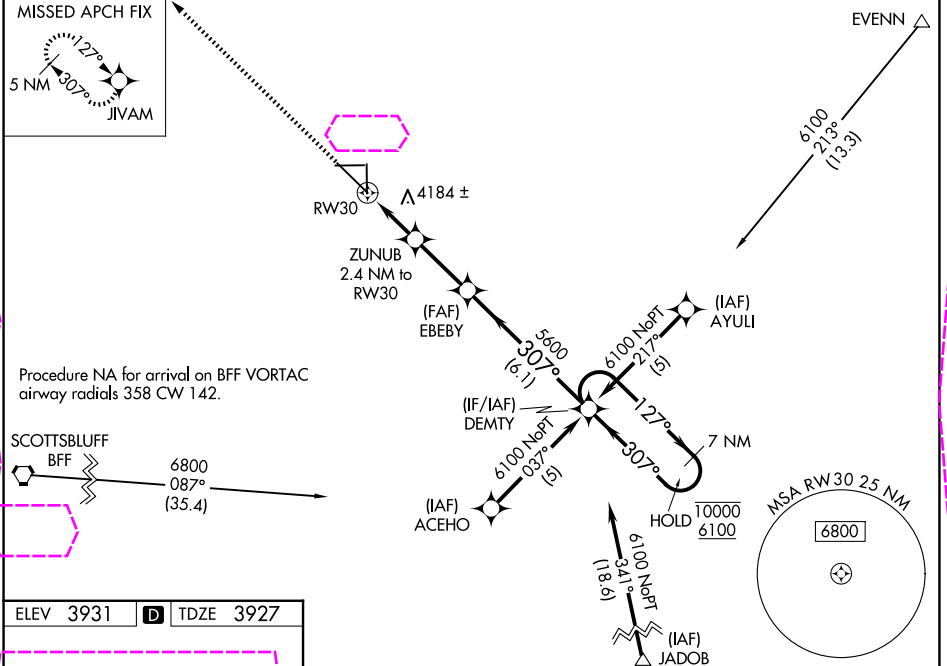 MISSED APCH FIX
127°
5 NM
307°
JIVAM
EVENN
6100
213°
(13.3)
RW30
4184 ±
ZUNUB
2.4 NM to
RW30
(FAF)
EBEBY
(IAF)
AYULI
6100 NoPT
217°
(5)
5600
307°
(6.1)
Procedure NA for arrival on BFF VORTAC
airway radials 358 CW 142.
(IF/IAF)
DEMTY
127°
7 NM
307°
SCOTTSBLUFF
BFF
6800
087°
(35.4)
6100 NoPT
037°
(5)
(IAF)
ACEHO
HOLD
10000
6100
MSA RW30 25 NM
6800
6100 NoPT
341°
(18.6)
(IAF)
JADOB
ELEV 3931 D TDZE 3927